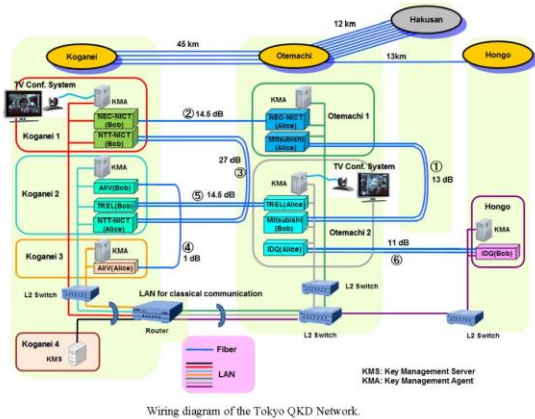 Hakusan
12 km
45 km
Koganei
Otemachi
13km
Hongo
TV Conf. System
KMA
② 14.5 dB
NEC-NICT
(Bob)
NTT-NICT
(Bob)
Koganei 1
KMA
NEC-NICT
(Alice)
Mitsubishi
(Alice)
Otemachi 1
27 dB
③
①
13 dB
KMA
Koganei 2
AIIV(Bob)
TREL(Bob)
NTT-NICT
(Alice)
⑤ 14.5 dB
KMA
TV Conf. System
TREL(Alice)
Mitsubishi
(Bob)
Otemachi 2
IDQ(Alice)
11 dB
⑥
Hongo
KMA
IDQ(Bob)
Koganei 3
KMA
AIIV(Alice)
④
1 dB
L2 Switch
LAN for classical communication
Router
L2 Switch
L2 Switch
L2 Switch
Koganei 4
KMS
Fiber
LAN
KMS: Key Management Server
KMA: Key Management Agent
Wiring diagram of the Tokyo QKD Network.